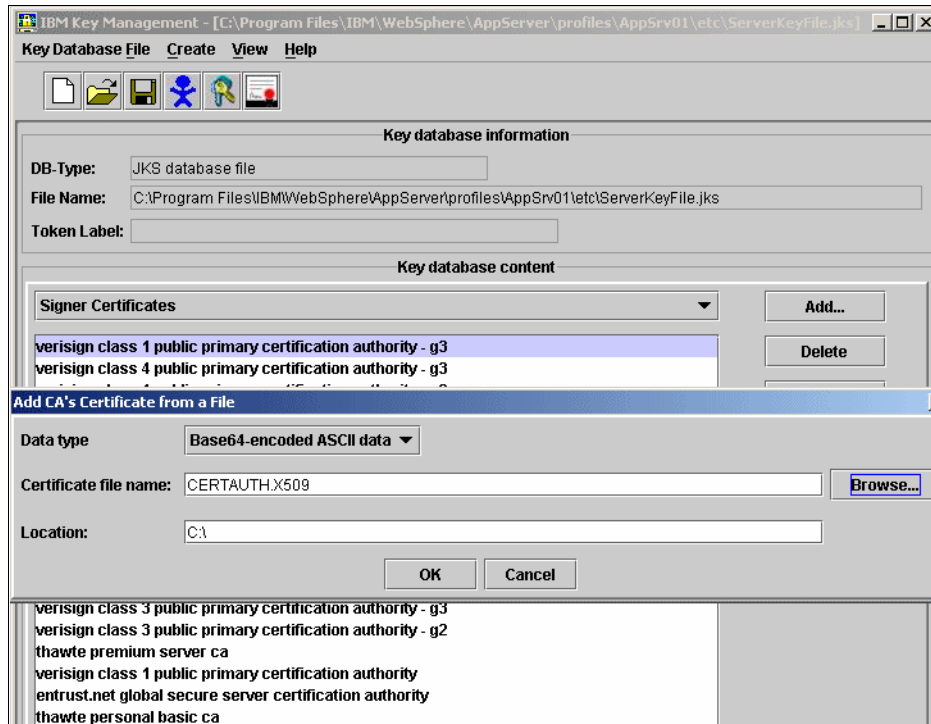 IBM Key Management - [C:\Program Files\IBM\WebSphere\AppServer\profiles\AppSrv01\etc\ServerKeyFile.jks]
Key Database File Create View Help
Key database information
DB-Type: JKS database file
File Name: C:\Program Files\IBM\WebSphere\AppServer\profiles\AppSrv01\etc\ServerKeyFile.jks
Token Label:
Key database content
Signer Certificates
Add...
verisign class 1 public primary certification authority - g3
Delete
verisign class 4 public primary certification authority - g3
Add CA's Certificate from a File
Data type Base64-encoded ASCII data
Certificate file name: CERTAUTH.X509 Browse...
Location: C:\
OK Cancel
verisign class 3 public primary certification authority - g3
verisign class 3 public primary certification authority - g2
thawte premium server ca
verisign class 1 public primary certification authority
entrust.net global secure server certification authority
thawte personal basic ca